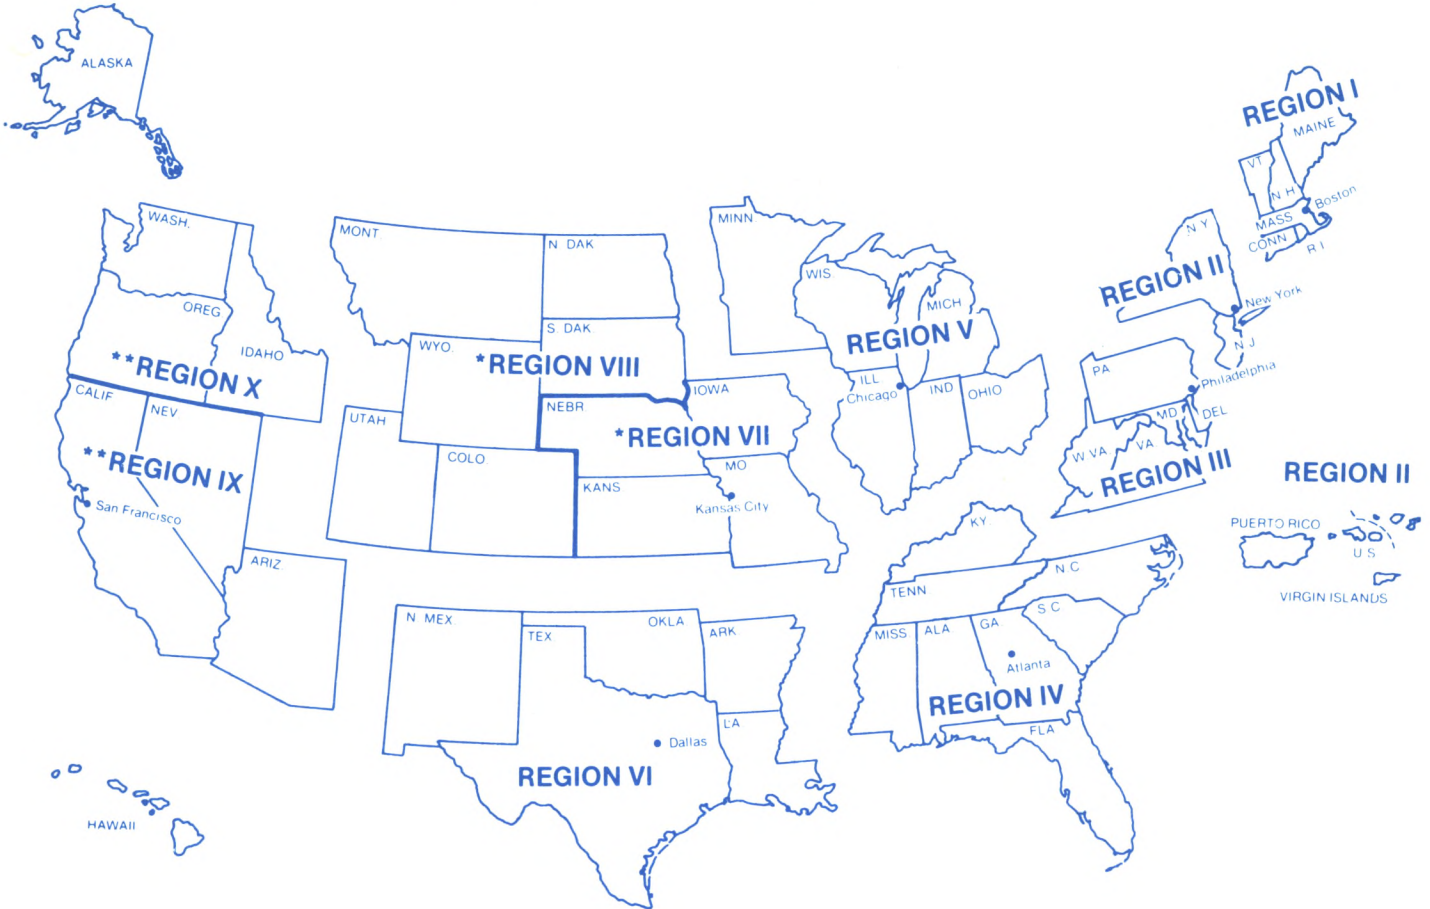 ALASKA
REGION I
MAINE
VT
N H
Boston
MASS
CONN
R I
N Y
REGION II
New York
N J
WASH.
OREG
IDAHO
**REGION X
MONT
N DAK
S. DAK
WYO.
*REGION VIII
UTAH
COLO
MINN
WIS
MICH
REGION V
ILL
Chicago
IND
OHIO
PA
Philadelphia
MD
DEL
W VA
VA
REGION III
CALIF
NEV
**REGION IX
San Francisco
ARIZ
IOWA
NEBR
*REGION VII
MO
KANS
Kansas City
REGION II
PUERTO RICO
U S
VIRGIN ISLANDS
KY
TENN
N C
S C
MISS
ALA
GA
Atlanta
REGION IV
FLA
N MEX
TEX
OKLA
ARK
LA
Dallas
REGION VI
HAWAII